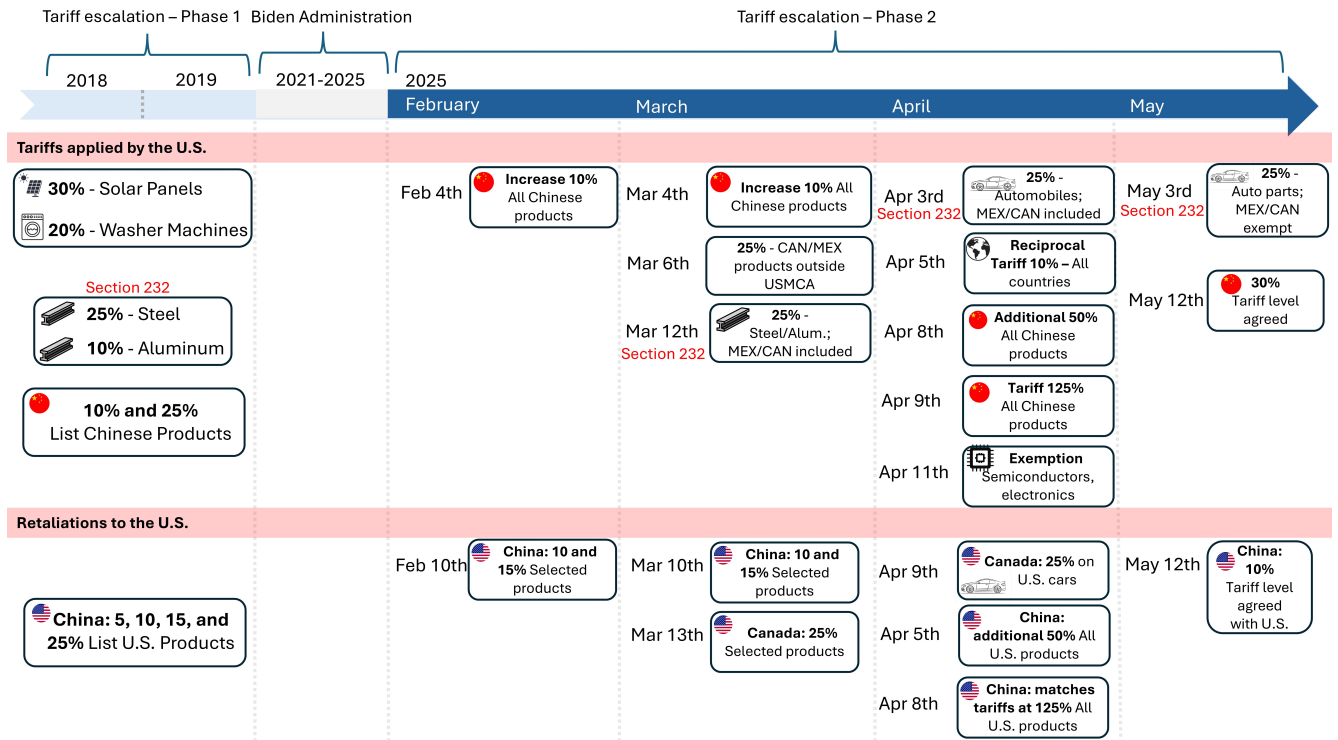 Tariff escalation – Phase 1
Biden Administration
Tariff escalation – Phase 2
2018
2019
2021-2025
2025
February
March
April
May
Tariffs applied by the U.S.
30% - Solar Panels
20% - Washer Machines
Section 232
25% - Steel
10% - Aluminum
10% and 25%
List Chinese Products
Feb 4th
Increase 10%
All Chinese
products
Mar 4th
Increase 10% All
Chinese products
Mar 6th
25% - CAN/MEX
products outside
USMCA
Mar 12th
Section 232
25% -
Steel/Alum.;
MEX/CAN included
Apr 3rd
Section 232
25% -
Automobiles;
MEX/CAN included
Apr 5th
Reciprocal
Tariff 10% – All
countries
Apr 8th
Additional 50%
All Chinese
products
Apr 9th
Tariff 125%
All Chinese
products
Apr 11th
Exemption
Semiconductors,
electronics
May 3rd
Section 232
25% -
Auto parts;
MEX/CAN
exempt
May 12th
30%
Tariff level
agreed
Retaliations to the U.S.
China: 5, 10, 15, and
25% List U.S. Products
Feb 10th
China: 10 and
15% Selected
products
Mar 10th
China: 10 and
15% Selected
products
Mar 13th
Canada: 25%
Selected products
Apr 9th
Canada: 25% on
U.S. cars
Apr 5th
China:
additional 50% All
U.S. products
Apr 8th
China: matches
tariffs at 125% All
U.S. products
May 12th
China:
10%
Tariff level
agreed
with U.S.